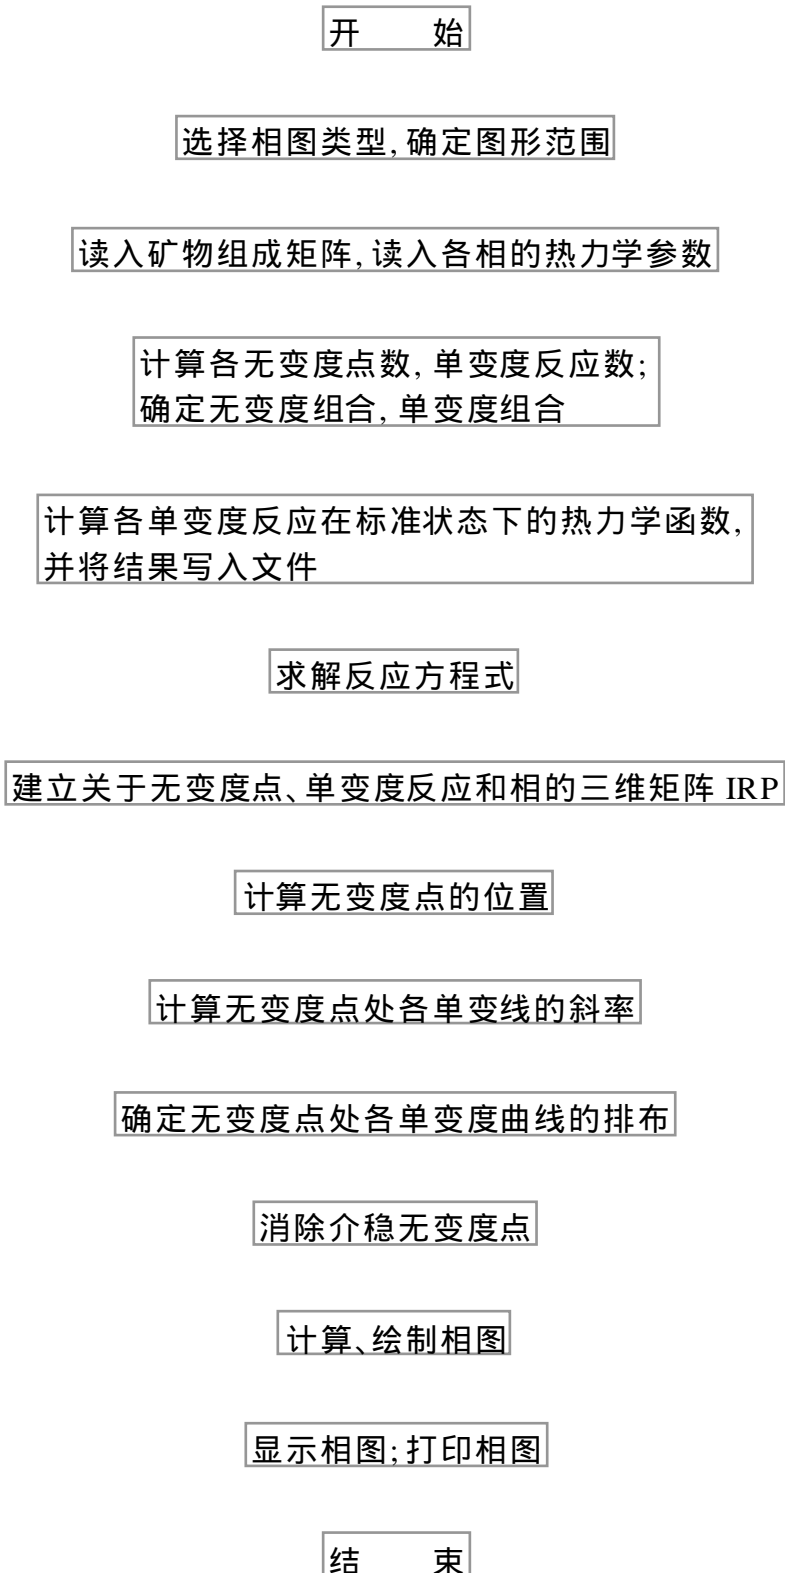 开 始
选择相图类型,确定图形范围
读入矿物组成矩阵,读入各相的热力学参数
计算各无变度点数,单变度反应数;
确定无变度组合,单变度组合
计算各单变度反应在标准状态下的热力学函数,
并将结果写入文件
求解反应方程式
建立关于无变度点、单变度反应和相的三维矩阵 IRP
计算无变度点的位置
计算无变度点处各单变线的斜率
确定无变度点处各单变度曲线的排布
消除介稳无变度点
计算、绘制相图
显示相图;打印相图
结 束